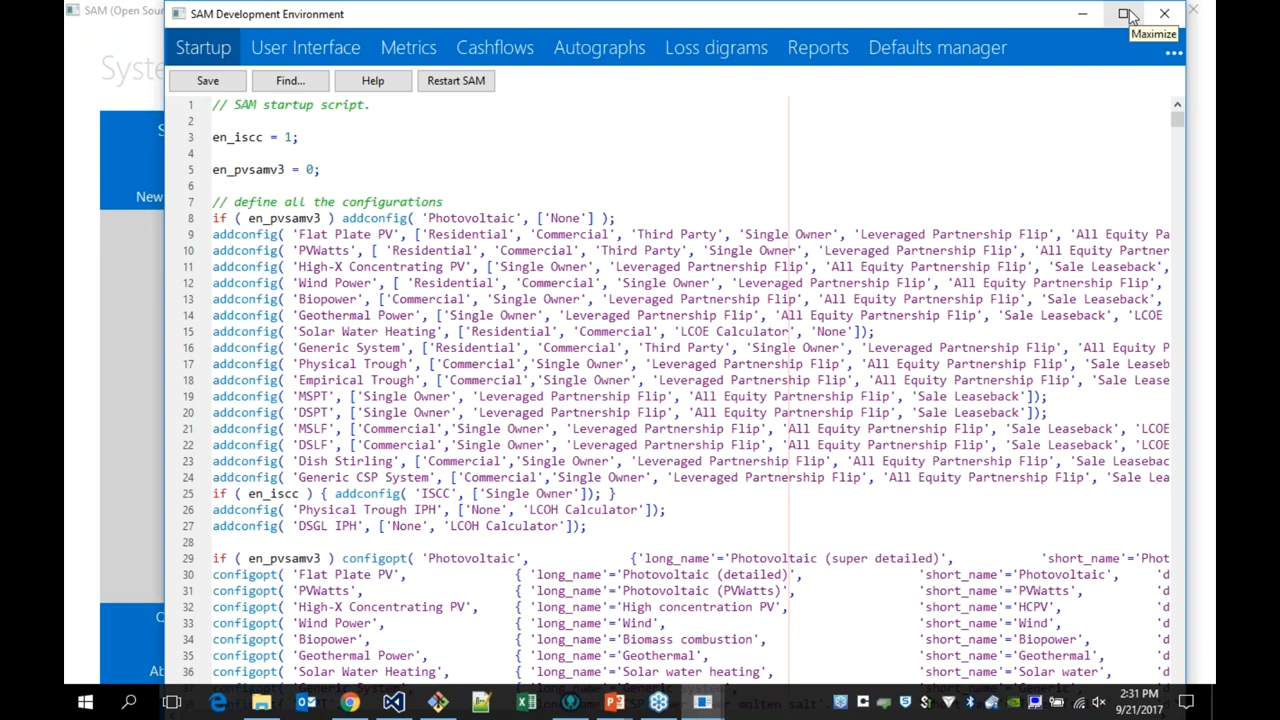 SAM (Open Sour
SAM Development Environment
Maximize
Syste
Startup User Interface Metrics Cashflows Autographs Loss digrams Reports Defaults manager
Save Find... Help Restart SAM
S
New
1 // SAM startup script.
2
3 en_iscc = 1;
4
5 en_pvsamv3 = 0;
6
7 // define all the configurations
8 if ( en_pvsamv3 ) addconfig( 'Photovoltaic', ['None'] );
9 addconfig( 'Flat Plate PV', ['Residential', 'Commercial', 'Third Party', 'Single Owner', 'Leveraged Partnership Flip', 'All Equity Pa
10 addconfig( 'PVWatts', [ 'Residential', 'Commercial', 'Third Party', 'Single Owner', 'Leveraged Partnership Flip', 'All Equity Partner
11 addconfig( 'High-X Concentrating PV', ['Single Owner', 'Leveraged Partnership Flip', 'All Equity Partnership Flip', 'Sale Leaseback',
12 addconfig( 'Wind Power', [ 'Residential', 'Commercial', 'Single Owner', 'Leveraged Partnership Flip', 'All Equity Partnership Flip',
13 addconfig( 'Biopower', ['Commercial', 'Single Owner', 'Leveraged Partnership Flip', 'All Equity Partnership Flip', 'Sale Leaseback',
14 addconfig( 'Geothermal Power', ['Single Owner', 'Leveraged Partnership Flip', 'All Equity Partnership Flip', 'Sale Leaseback', 'LCOE
15 addconfig( 'Solar Water Heating', ['Residential', 'Commercial', 'LCOE Calculator', 'None']);
16 addconfig( 'Generic System', ['Residential', 'Commercial', 'Third Party', 'Single Owner', 'Leveraged Partnership Flip', 'All Equity P
17 addconfig( 'Physical Trough', ['Commercial','Single Owner', 'Leveraged Partnership Flip', 'All Equity Partnership Flip', 'Sale Leaseb
18 addconfig( 'Empirical Trough', ['Commercial','Single Owner', 'Leveraged Partnership Flip', 'All Equity Partnership Flip', 'Sale Lease
19 addconfig( 'MSPT', ['Single Owner', 'Leveraged Partnership Flip', 'All Equity Partnership Flip', 'Sale Leaseback']);
20 addconfig( 'DSPT', ['Single Owner', 'Leveraged Partnership Flip', 'All Equity Partnership Flip', 'Sale Leaseback']);
21 addconfig( 'MSLF', ['Commercial','Single Owner', 'Leveraged Partnership Flip', 'All Equity Partnership Flip', 'Sale Leaseback', 'LCOE
22 addconfig( 'DSLF', ['Commercial','Single Owner', 'Leveraged Partnership Flip', 'All Equity Partnership Flip', 'Sale Leaseback', 'LCOE
23 addconfig( 'Dish Stirling', ['Commercial','Single Owner', 'Leveraged Partnership Flip', 'All Equity Partnership Flip', 'Sale Leasebac
24 addconfig( 'Generic CSP System', ['Commercial','Single Owner', 'Leveraged Partnership Flip', 'All Equity Partnership Flip', 'Sale Lea
25 if ( en_iscc ) { addconfig( 'ISCC', ['Single Owner']); }
26 addconfig( 'Physical Trough IPH', ['None', 'LCOH Calculator']);
27 addconfig( 'DSGL IPH', ['None', 'LCOH Calculator']);
28
29 if ( en_pvsamv3 ) configopt( 'Photovoltaic', {'long_name'='Photovoltaic (super detailed)', 'short_name'='Phot
30 configopt( 'Flat Plate PV', { 'long_name'='Photovoltaic (detailed)', 'short_name'='Photovoltaic', 'd
31 configopt( 'PVWatts', { 'long_name'='Photovoltaic (PVWatts)', 'short_name'='PVWatts', 'd
32 configopt( 'High-X Concentrating PV', { 'long_name'='High concentration PV', 'short_name'='HCPV', 'd
33 configopt( 'Wind Power', { 'long_name'='Wind', 'short_name'='Wind', 'd
34 configopt( 'Biopower', { 'long_name'='Biomass combustion', 'short_name'='Biopower', 'd
35 configopt( 'Geothermal Power', { 'long_name'='Geothermal', 'short_name'='Geothermal', 'd
36 configopt( 'Solar Water Heating', { 'long_name'='Solar water heating', 'short_name'='Solar water', 'd
O
Ab
2:31 PM
9/21/2017